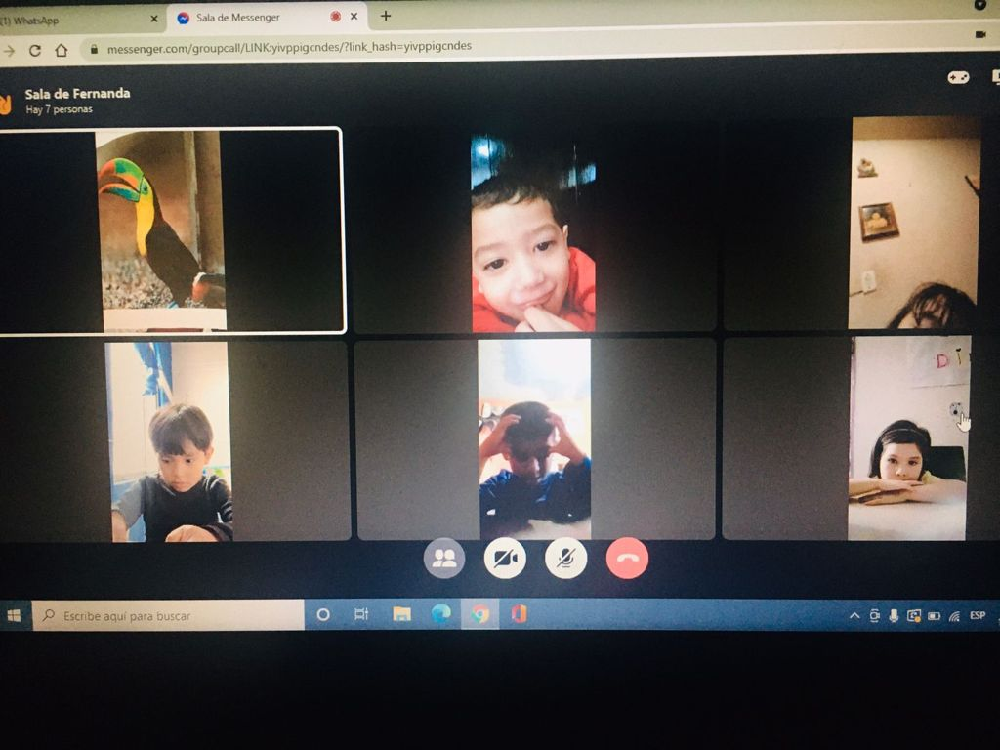 (1) WhatsApp
Sala de Messenger
messenger.com/groupcall/LINK:yivppigcndes/?link_hash=yivppigcndes
Sala de Fernanda
Hay 7 personas
Di
Escribe aquí para buscar
ESP